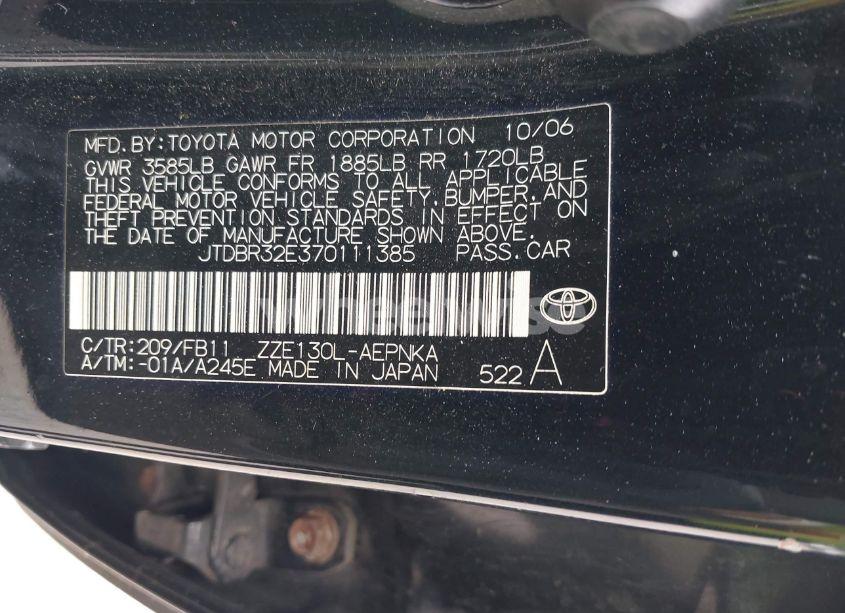 MFD. BY: TOYOTA MOTOR CORPORATION 10/06
GVWR 3585LB GAWR FR 1885LB RR 1720LB
THIS VEHICLE CONFORMS TO ALL APPLICABLE
FEDERAL MOTOR VEHICLE SAFETY, BUMPER, AND
THEFT PREVENTION STANDARDS IN EFFECT ON
THE DATE OF MANUFACTURE SHOWN ABOVE.
JTDBR32E370111385 PASS. CAR
C/TR: 209/FB11 ZZE130L-AEPNKA
A/TM: -01A/A245E MADE IN JAPAN 522 A